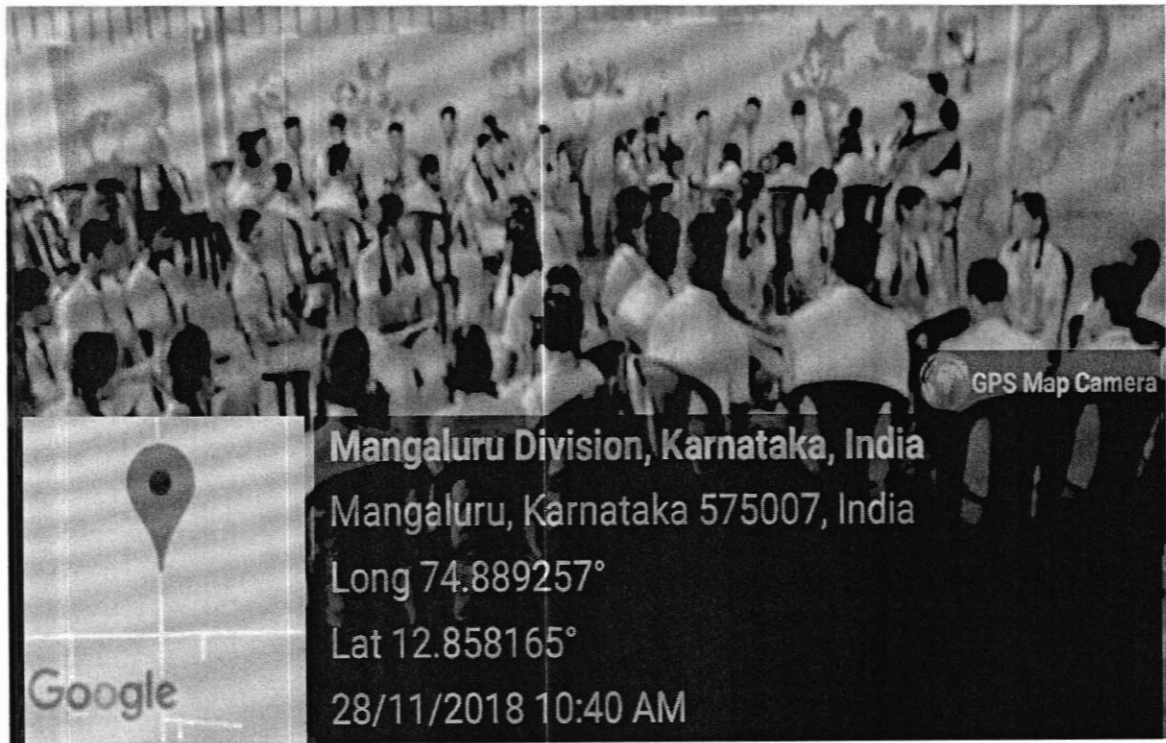 GPS Map Camera
Mangaluru Division, Karnataka, India
Mangaluru, Karnataka 575007, India
Long 74.889257°
Lat 12.858165°
28/11/2018 10:40 AM
Google